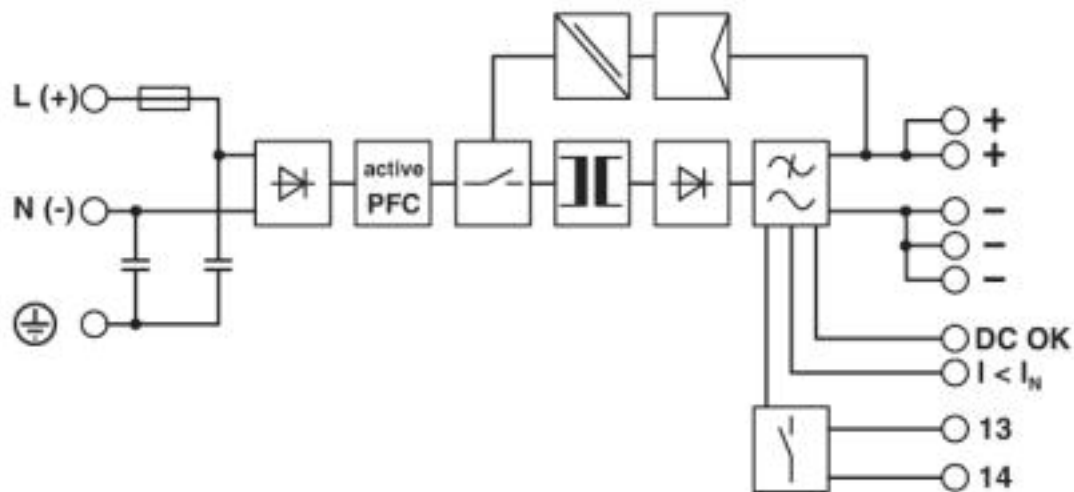 L (+)
+
+
active
PFC
N (-)
−
−
−
DC OK
I < IN
13
14